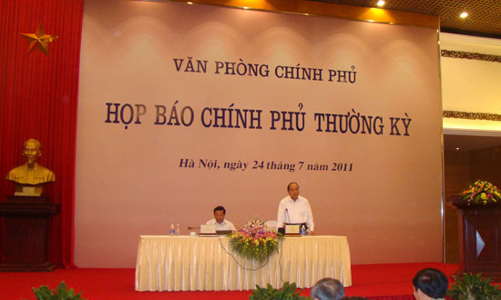 VĂN PHÒNG CHÍNH PHỦ
HỌP BÁO CHÍNH PHỦ THƯỜNG KỲ
Hà Nội, ngày 24 tháng 7 năm 2011